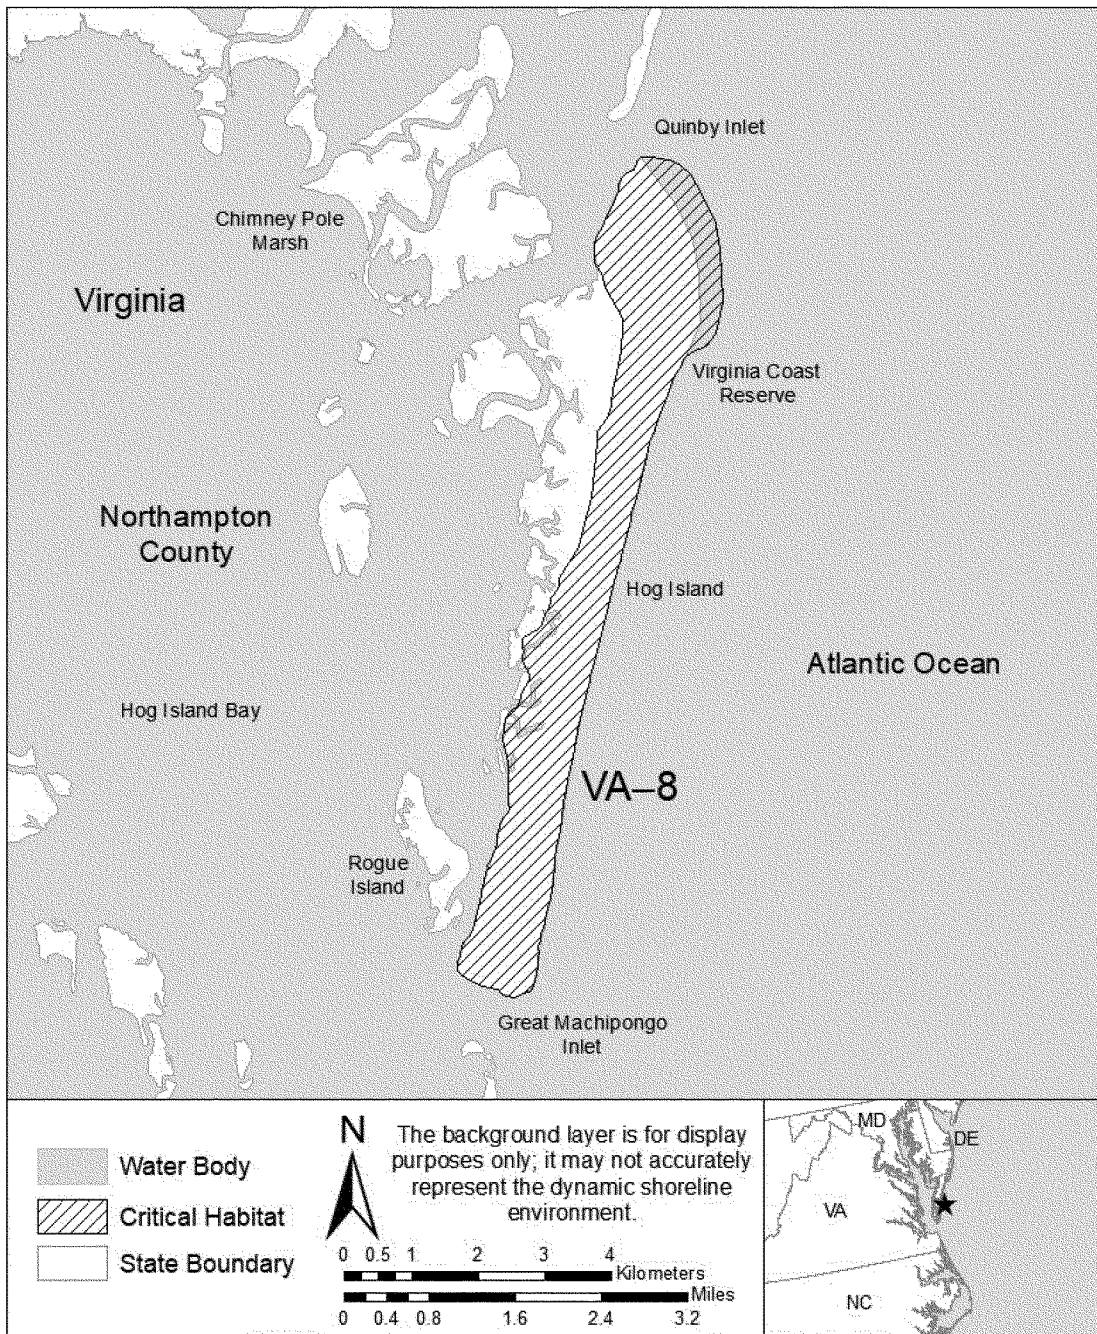 Quinby Inlet
Chimney Pole
Marsh
Virginia
Virginia Coast
Reserve
Northampton
County
Hog Island
Atlantic Ocean
Hog Island Bay
VA–8
Rogue
Island
Great Machipongo
Inlet
Water Body
Critical Habitat
State Boundary
N
The background layer is for display
purposes only; it may not accurately
represent the dynamic shoreline
environment.
0 0.5 1 2 3 4
Kilometers
Miles
0 0.4 0.8 1.6 2.4 3.2
MD
DE
VA
NC